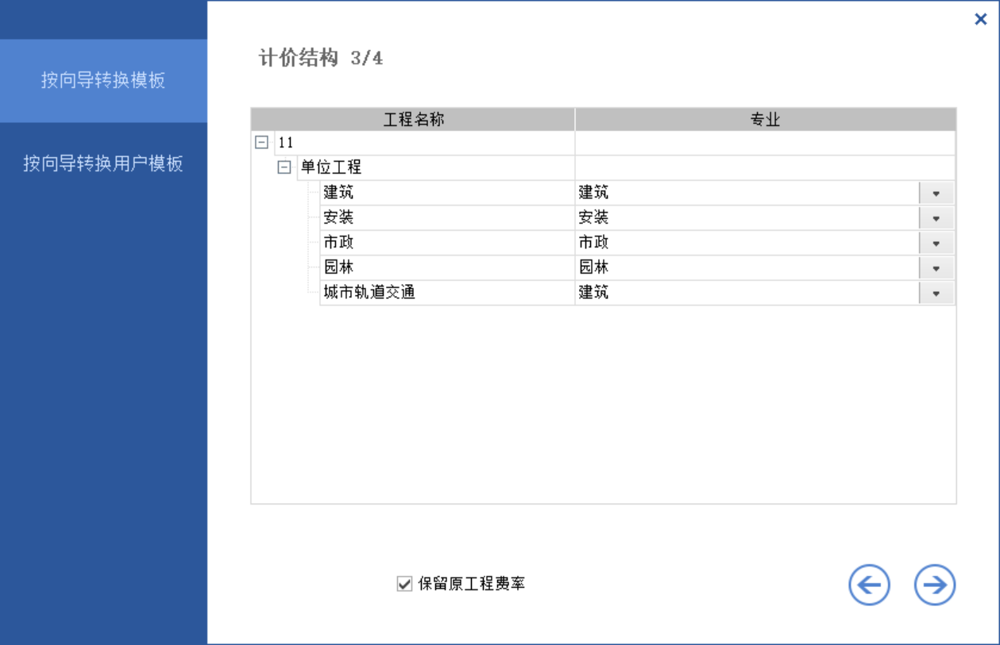 按向导转换模板
按向导转换用户模板
计价结构 3/4
工程名称 专业
11
单位工程
建筑 建筑
安装 安装
市政 市政
园林 园林
城市轨道交通 建筑
保留原工程费率